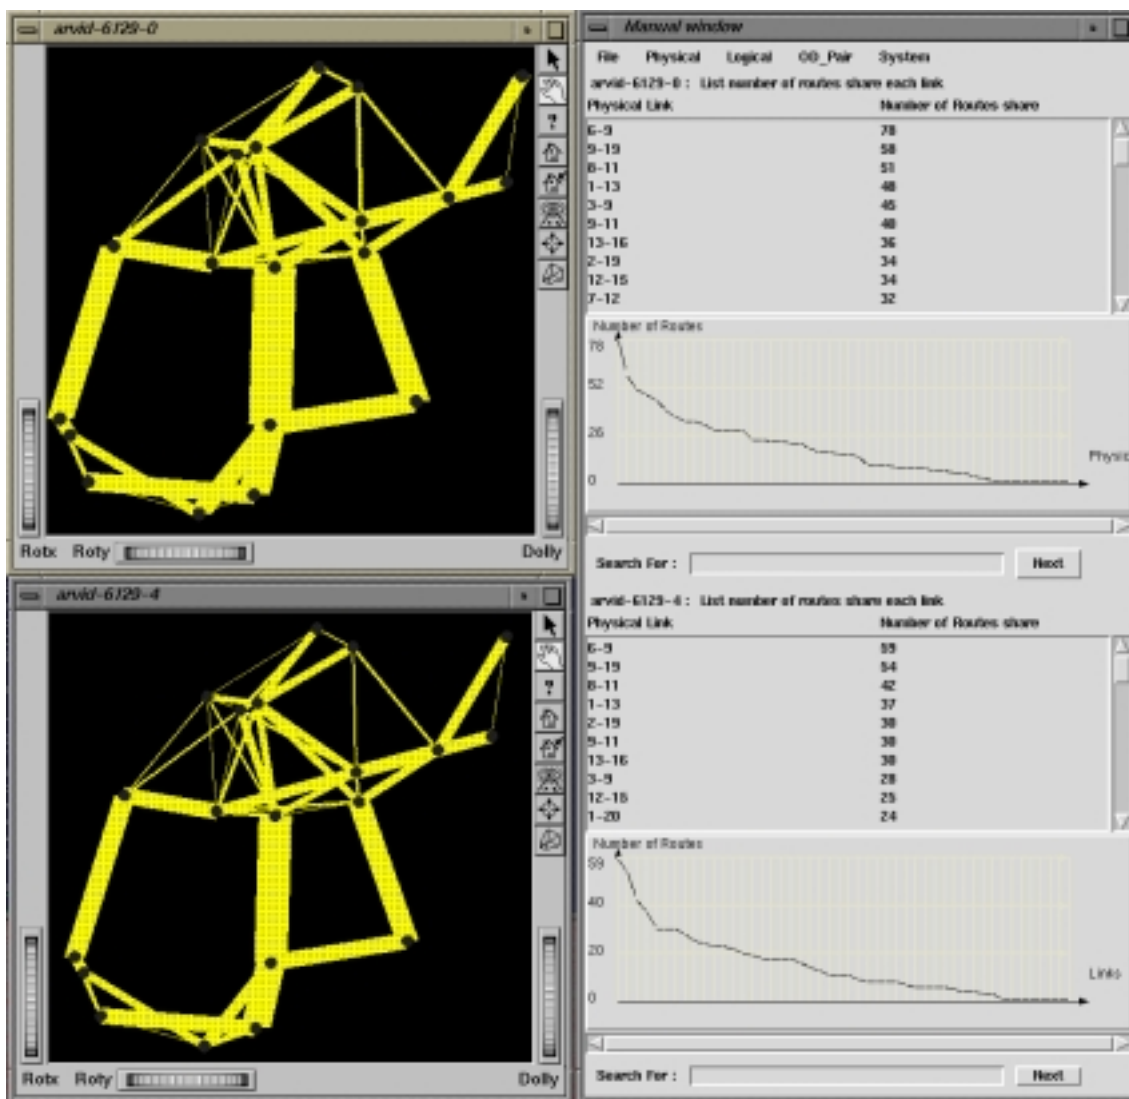 arvid-6129-0
Rotx Roty Dolly
arvid-6129-4
Rotx Roty Dolly
Manual window
File Physical Logical OD_Pair System
arvid-6129-0 : List number of routes share each link
Physical Link Number of Routes share
6-9 78
9-19 58
8-11 51
1-13 48
3-9 45
9-11 40
13-16 36
2-19 34
12-15 34
7-12 32
Number of Routes
78
52
26
0
Physic
Search For : Next
arvid-6129-4 : List number of routes share each link
Physical Link Number of Routes share
6-9 59
9-19 54
8-11 42
1-13 37
2-19 30
9-11 30
13-16 30
3-9 28
12-15 25
1-20 24
Number of Routes
59
40
20
0
Links
Search For : Next